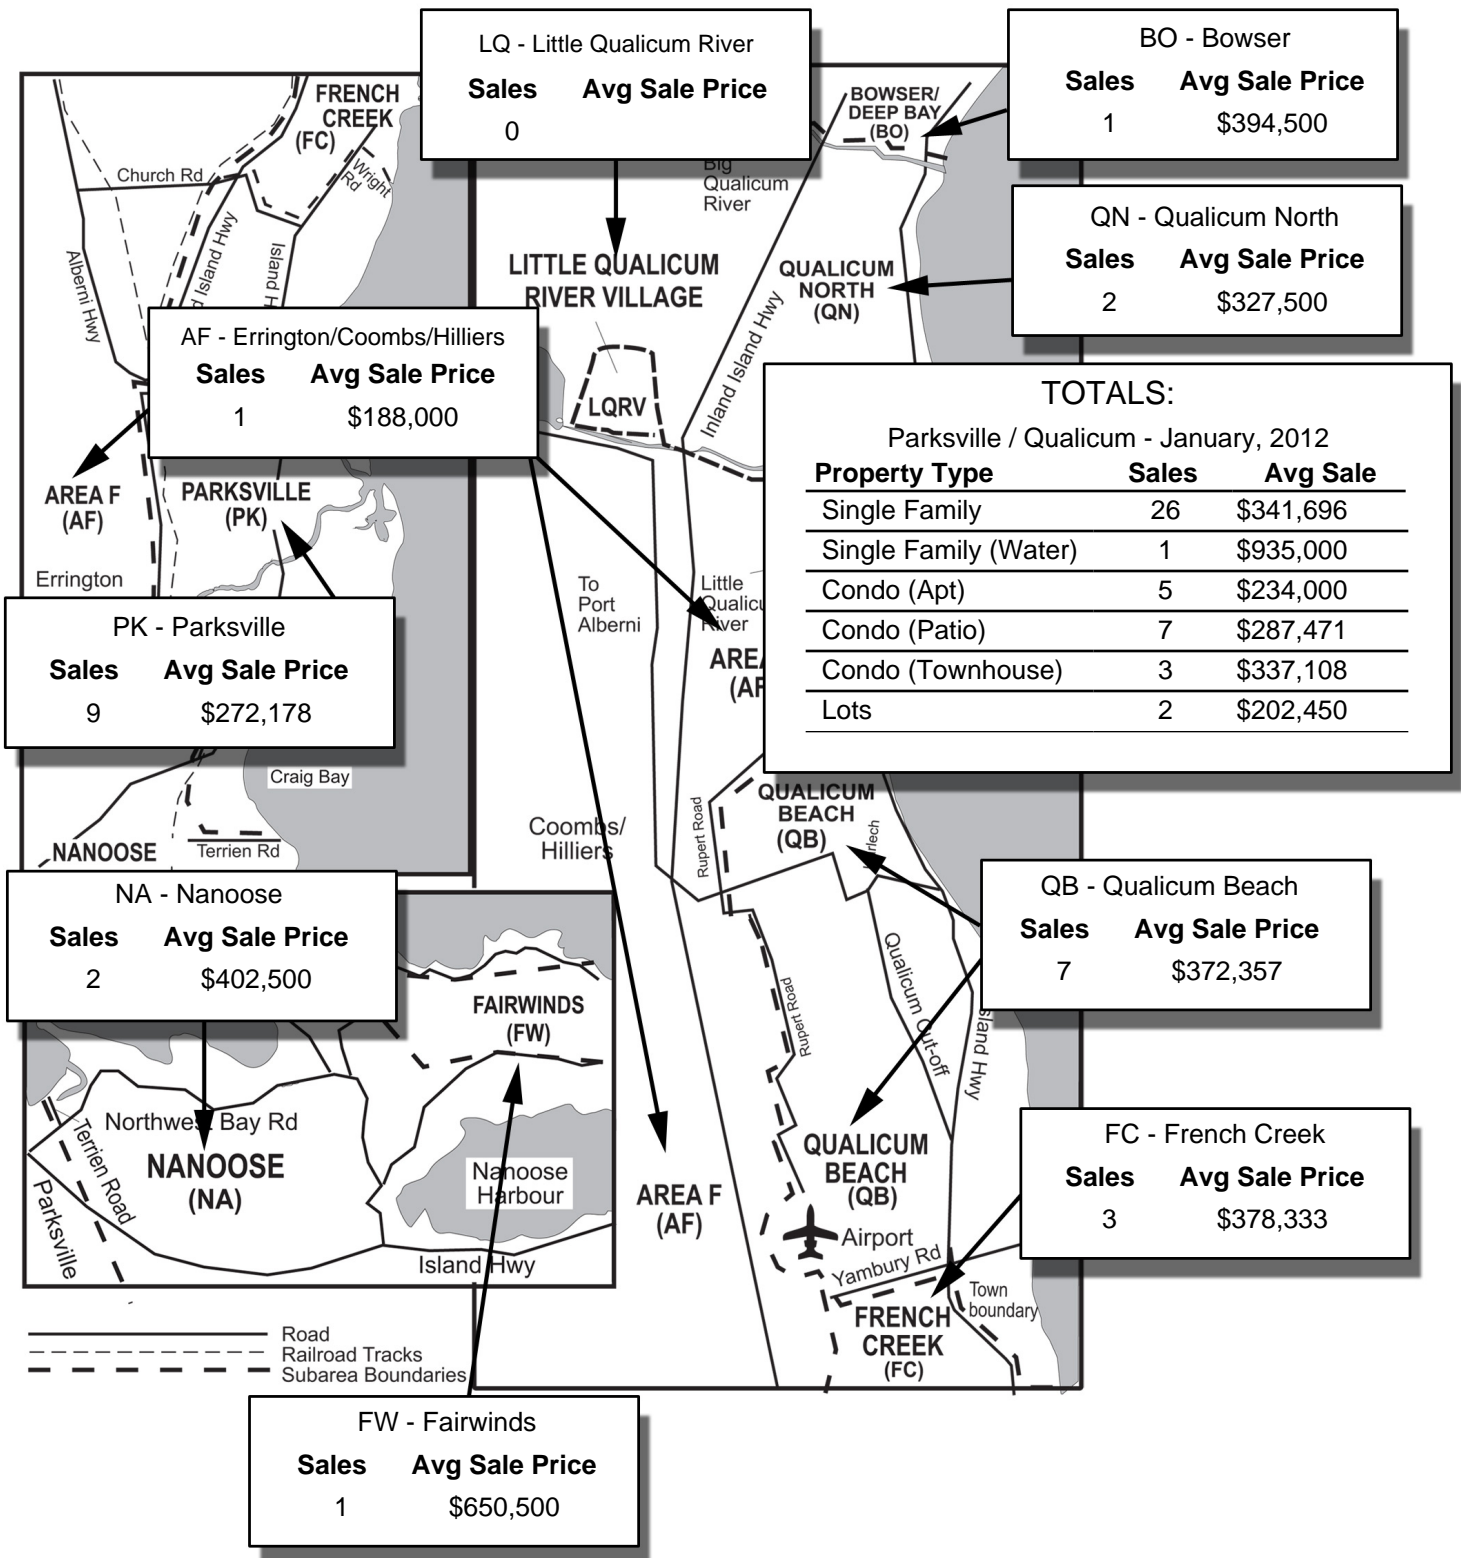 LQ - Little Qualicum River
Sales Avg Sale Price
0
BO - Bowser
Sales Avg Sale Price
1 $394,500
QN - Qualicum North
Sales Avg Sale Price
2 $327,500
FRENCH
CREEK
(FC)
Church Rd
Wright
Rd
Alberni Hwy
Island Hwy
Island
BOWSER/
DEEP BAY
(BO)
Big
Qualicum
River
LITTLE QUALICUM
RIVER VILLAGE
QUALICUM
NORTH
(QN)
Inland Island Hwy
LQRV
AF - Errington/Coombs/Hilliers
Sales Avg Sale Price
1 $188,000
TOTALS:
Parksville / Qualicum - January, 2012
Property Type Sales Avg Sale
Single Family 26 $341,696
Single Family (Water) 1 $935,000
Condo (Apt) 5 $234,000
Condo (Patio) 7 $287,471
Condo (Townhouse) 3 $337,108
Lots 2 $202,450
AREA F
(AF)
PARKSVILLE
(PK)
Errington
To
Port
Alberni
Little
River
PK - Parksville
Sales Avg Sale Price
9 $272,178
Craig Bay
Terrien Rd
NANOOSE
Coombs/
Hilliers
Rupert Road
QUALICUM
BEACH
(QB)
NA - Nanoose
Sales Avg Sale Price
2 $402,500
QB - Qualicum Beach
Sales Avg Sale Price
7 $372,357
Qualicum Cut-off
Rupert Road
Hwy
FAIRWINDS
(FW)
Northwest Bay Rd
Terrien Road
Parksville
NANOOSE
(NA)
Nanoose
Harbour
Island Hwy
AREA F
(AF)
QUALICUM
BEACH
(QB)
Airport
Yambury Rd
FC - French Creek
Sales Avg Sale Price
3 $378,333
Town
boundary
FRENCH
CREEK
(FC)
Road
Railroad Tracks
Subarea Boundaries
FW - Fairwinds
Sales Avg Sale Price
1 $650,500